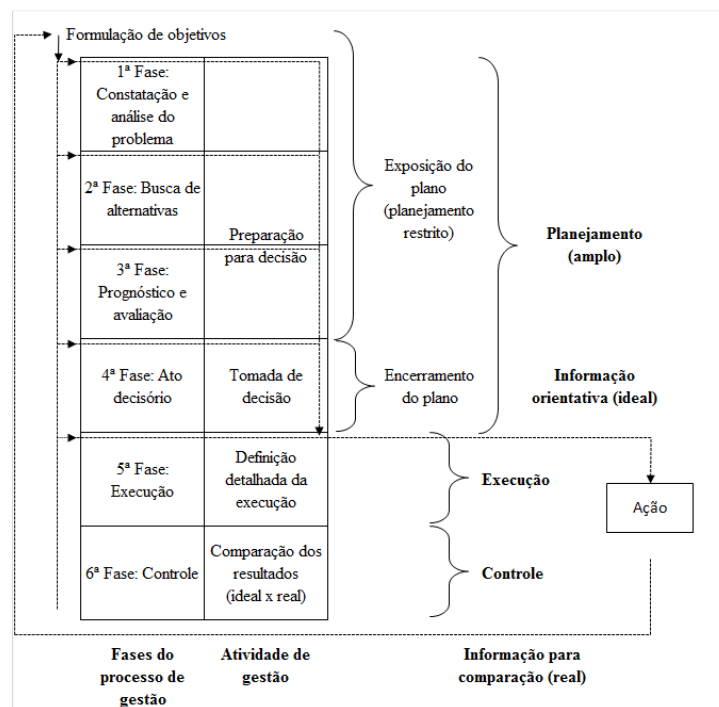 Formulação de objetivos
1ª Fase:
Constatação e
análise do
problema
2ª Fase: Busca de
alternativas
Preparação
para decisão
3ª Fase:
Prognóstico e
avaliação
Exposição do
plano
(planejamento
restrito)
Planejamento
(amplo)
4ª Fase: Ato
decisório
Tomada de
decisão
Encerramento
do plano
Informação
orientativa (ideal)
5ª Fase:
Execução
Definição
detalhada da
execução
Execução
Ação
6ª Fase: Controle
Comparação dos
resultados
(ideal x real)
Controle
Fases do
processo de
gestão
Atividade de
gestão
Informação para
comparação (real)